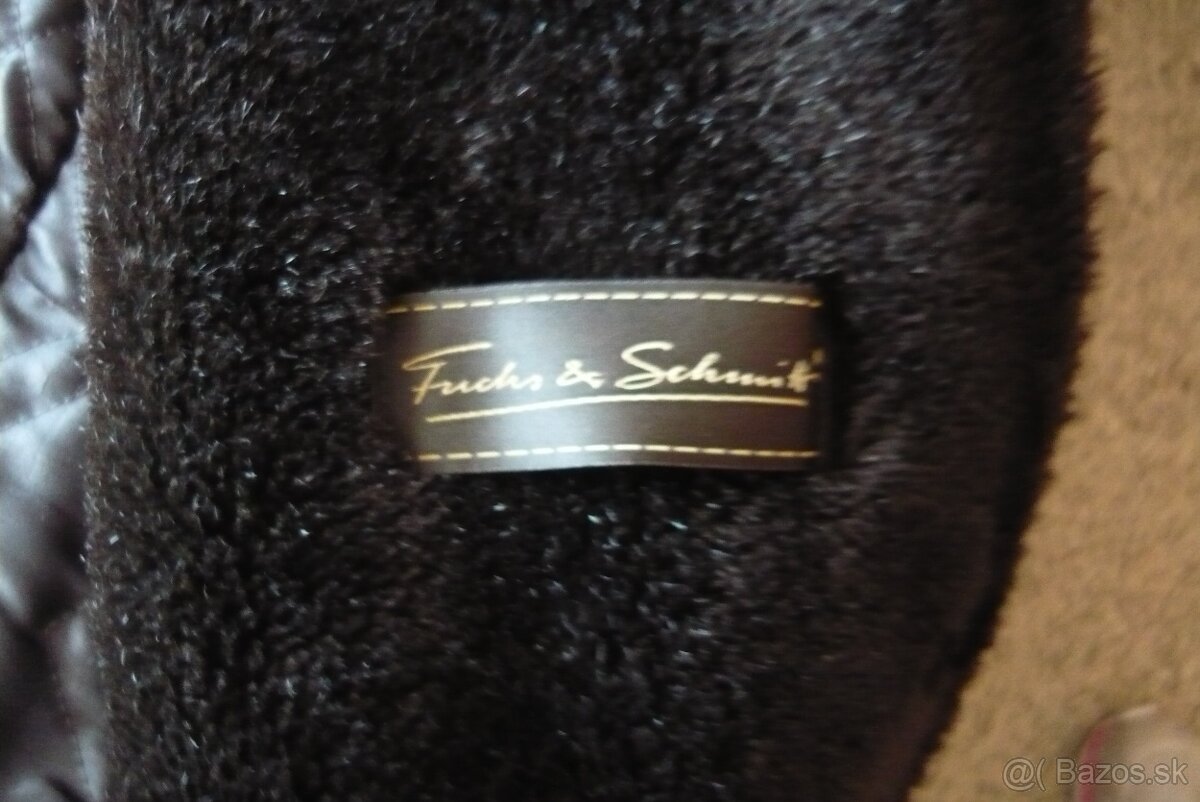 Fuchs & Schmitt
@( Bazos.sk